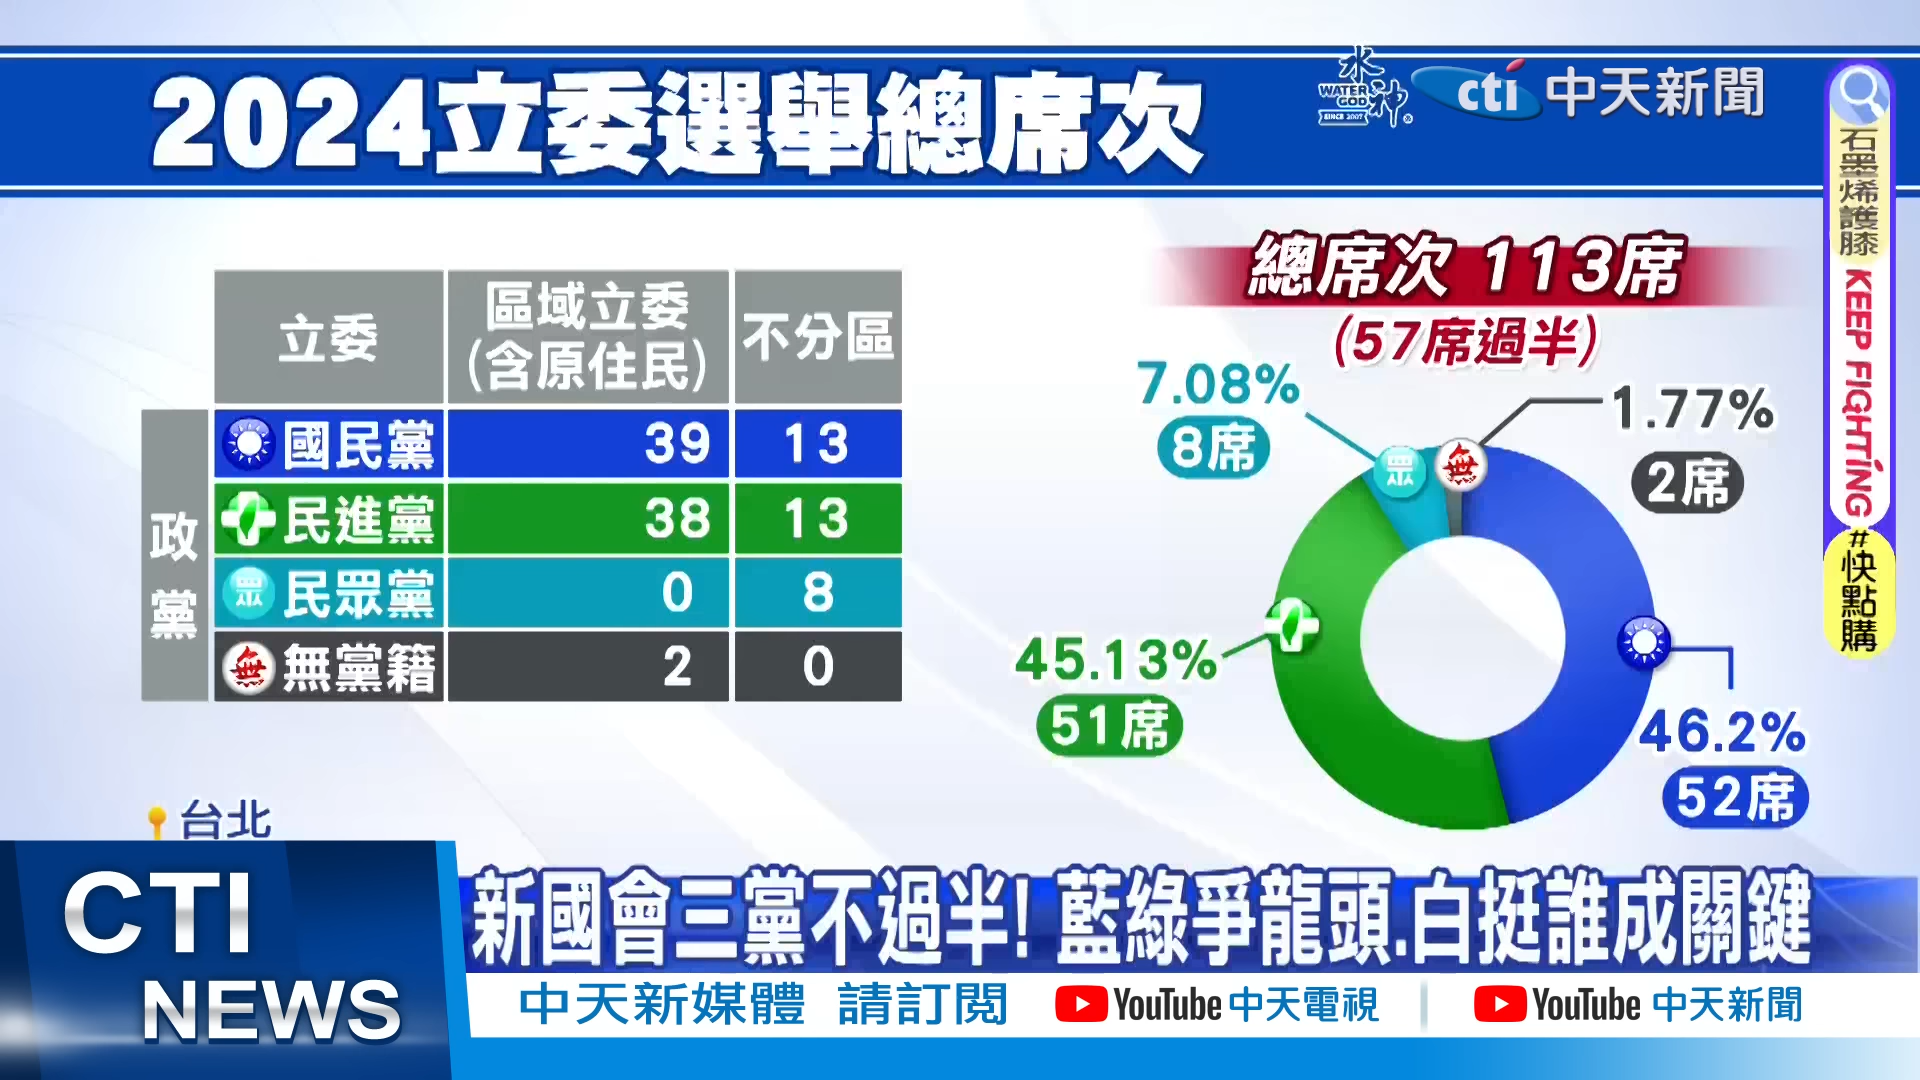 2024立委選舉總席次
水神
WATER GOD
SINCE 2007
cti 中天新聞
石墨烯護膝 KEEP FIGHTING #快點購
總席次 113席
(57席過半)
立委 區域立委(含原住民) 不分區
政黨
國民黨 39 13
民進黨 38 13
眾 民眾黨 0 8
無 無黨籍 2 0
7.08%
8席
1.77%
2席
眾
無
45.13%
51席
46.2%
52席
台北
CTI NEWS
新國會三黨不過半! 藍綠爭龍頭.白挺誰成關鍵
中天新媒體 請訂閱 YouTube 中天電視 YouTube 中天新聞